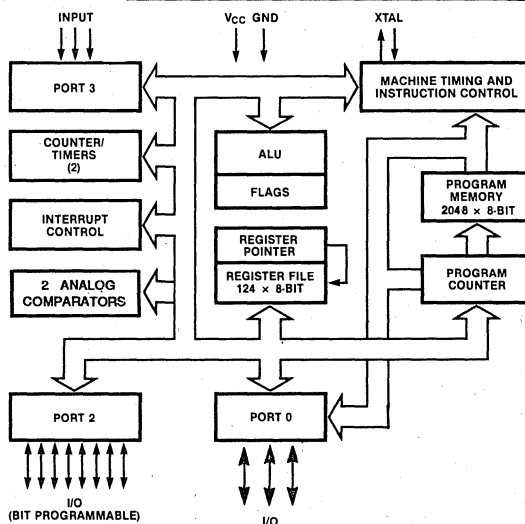 INPUT
VCC GND
XTAL
PORT 3
MACHINE TIMING AND
INSTRUCTION CONTROL
COUNTER/
TIMERS
(2)
ALU
FLAGS
PROGRAM
MEMORY
2048 × 8-BIT
INTERRUPT
CONTROL
REGISTER
POINTER
REGISTER FILE
124 × 8-BIT
PROGRAM
COUNTER
2 ANALOG
COMPARATORS
PORT 2
PORT 0
I/O
(BIT PROGRAMMABLE)
I/O